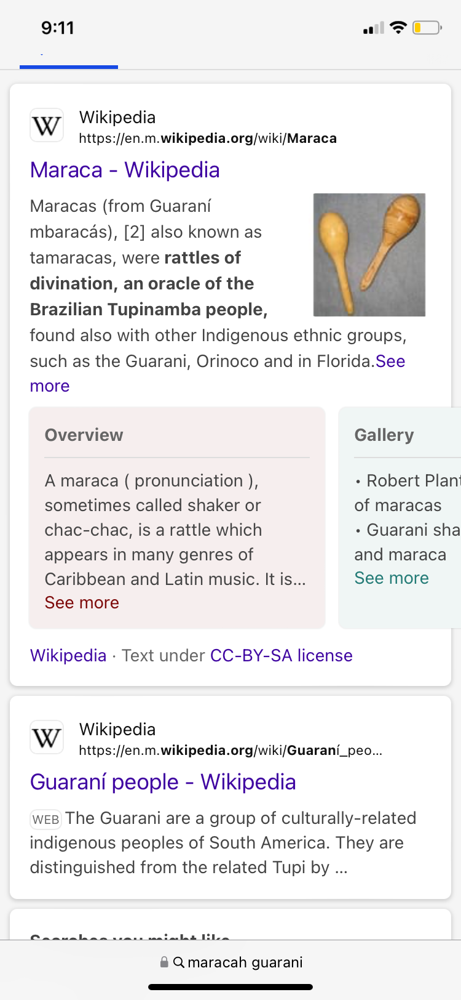 9:11
W
Wikipedia
https://en.m.wikipedia.org/wiki/Maraca
Maraca - Wikipedia
Maracas (from Guaraní
mbaracás), [2] also known as
tamaracas, were rattles of
divination, an oracle of the
Brazilian Tupinamba people,
found also with other Indigenous ethnic groups,
such as the Guarani, Orinoco and in Florida.See
more
Overview
A maraca ( pronunciation ),
sometimes called shaker or
chac-chac, is a rattle which
appears in many genres of
Caribbean and Latin music. It is...
See more
Gallery
• Robert Plant
of maracas
• Guarani sha
and maraca
See more
Wikipedia · Text under CC-BY-SA license
W
Wikipedia
https://en.m.wikipedia.org/wiki/Guaraní_peo...
Guaraní people - Wikipedia
WEB The Guarani are a group of culturally-related
indigenous peoples of South America. They are
distinguished from the related Tupi by ...
Searches you might like
maracah guarani